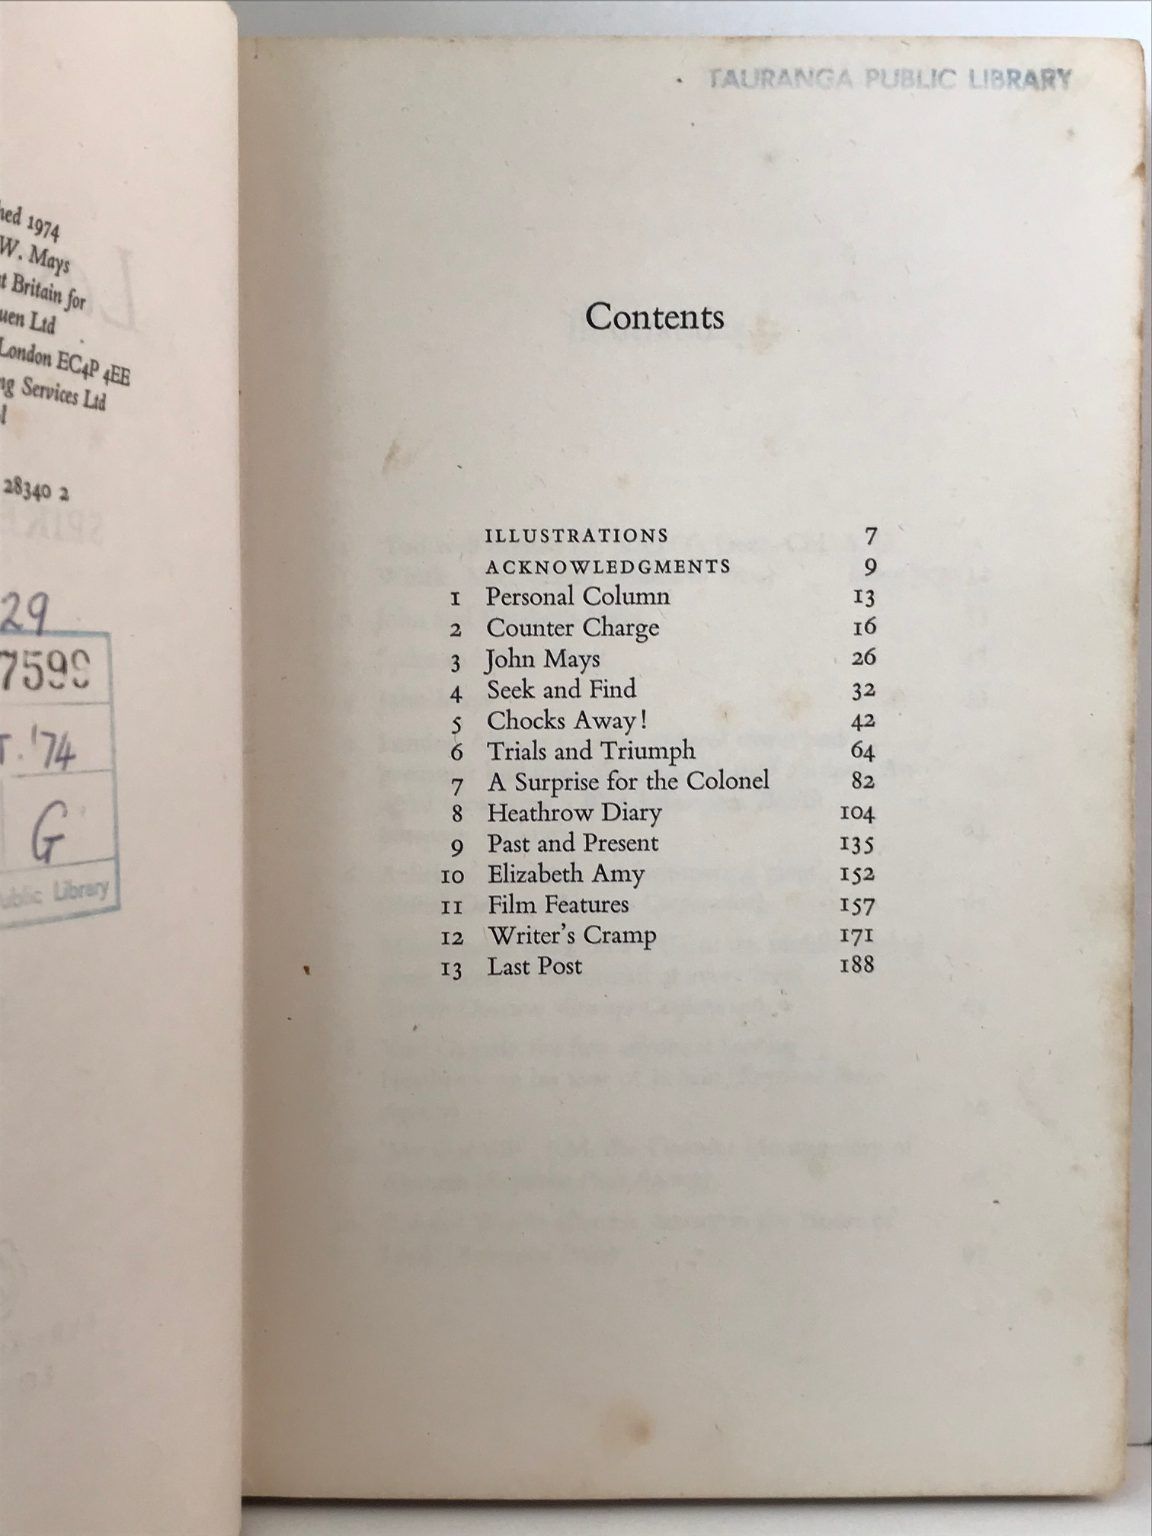 hed 1974
W. Mays
t Britain for
uen Ltd
London EC4P 4EE
ng Services Ltd
28340 2
29
7599
T. '74
G
Public Library
TAURANGA PUBLIC LIBRARY
Contents
ILLUSTRATIONS 7
ACKNOWLEDGMENTS 9
1 Personal Column 13
2 Counter Charge 16
3 John Mays 26
4 Seek and Find 32
5 Chocks Away! 42
6 Trials and Triumph 64
7 A Surprise for the Colonel 82
8 Heathrow Diary 104
9 Past and Present 135
10 Elizabeth Amy 152
11 Film Features 157
12 Writer's Cramp 171
13 Last Post 188